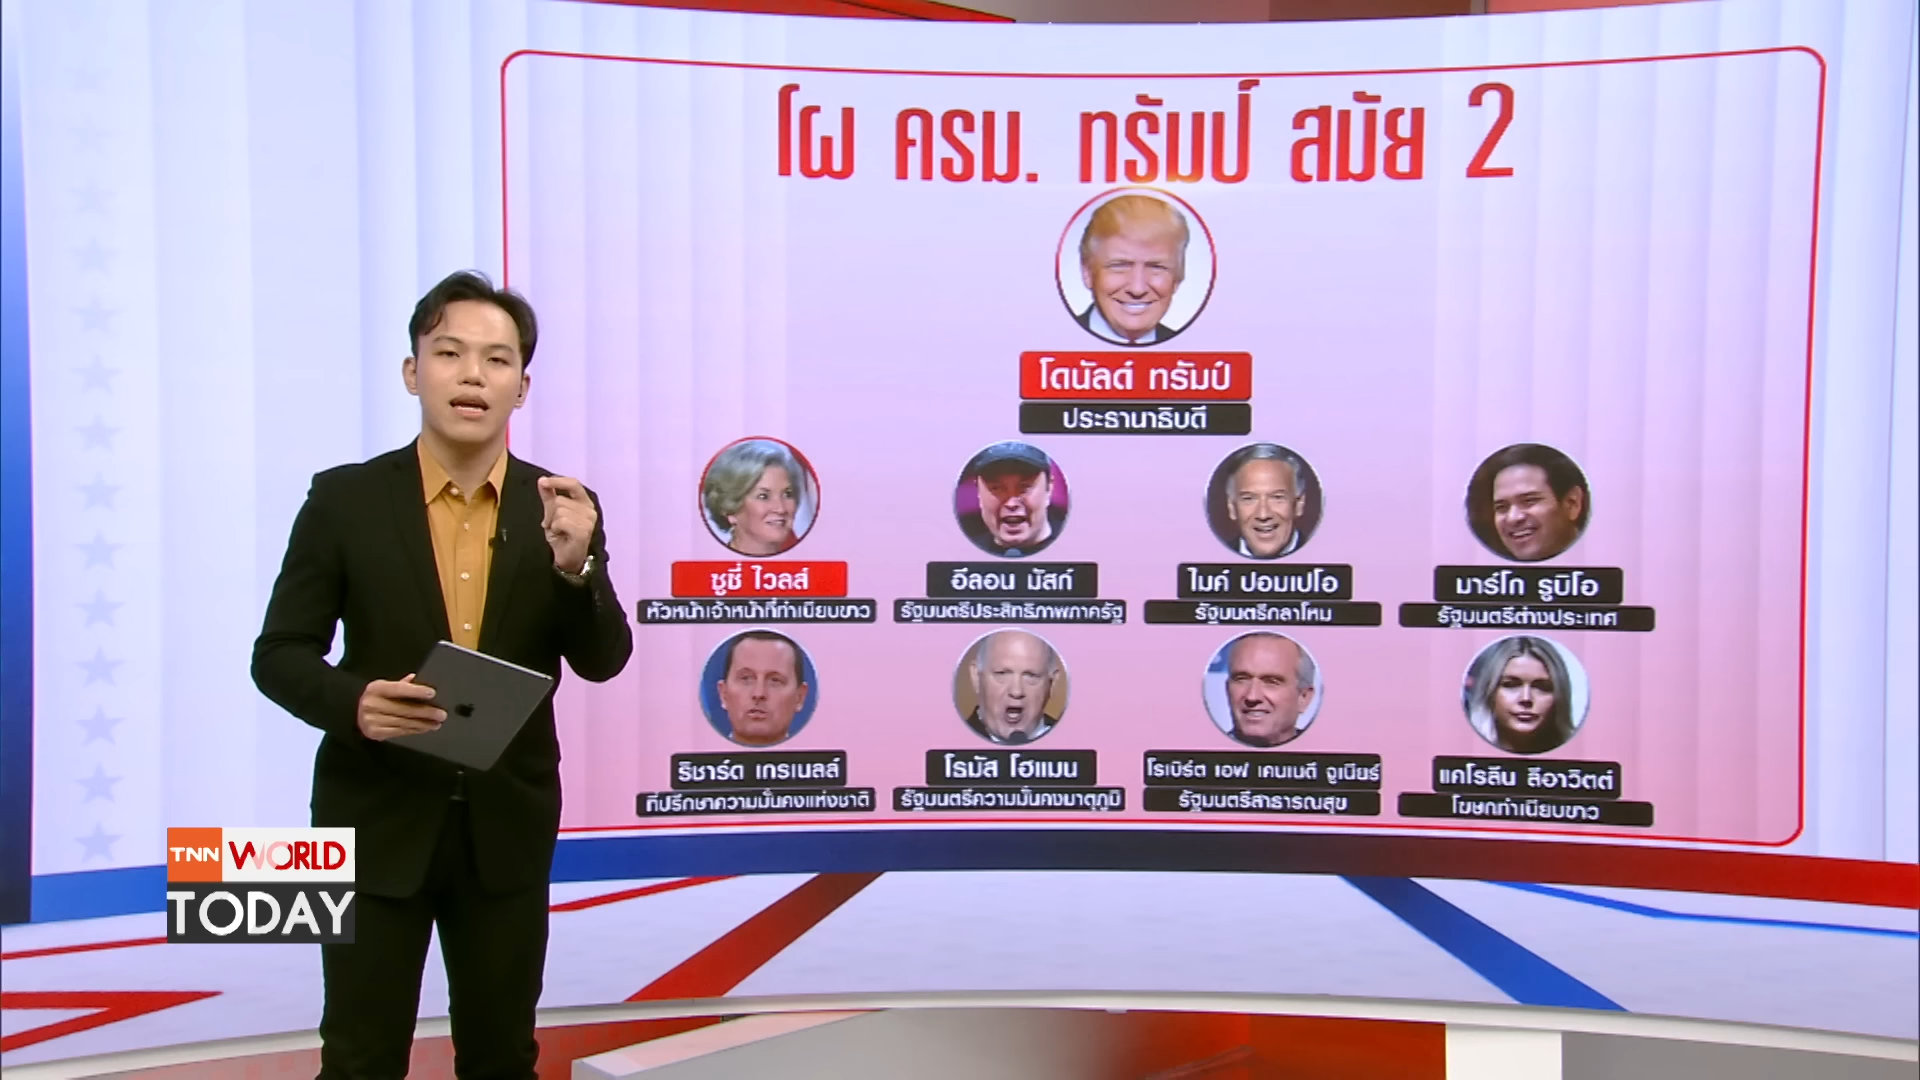 โผ ครม. ทรัมป์ สมัย 2
โดนัลด์ ทรัมป์
ประธานาธิบดี
ซูซี่ ไวลส์
หัวหน้าเจ้าหน้าที่ทำเนียบขาว
อีลอน มัสก์
รัฐมนตรีประสิทธิภาพภาครัฐ
ไมค์ ปอมเปโอ
รัฐมนตรีกลาโหม
มาร์โก รูบิโอ
รัฐมนตรีต่างประเทศ
ริชาร์ด เกรเนลล์
ที่ปรึกษาความมั่นคงแห่งชาติ
โธมัส โฮแมน
รัฐมนตรีความมั่นคงมาตุภูมิ
โรเบิร์ต เอฟ เคนเนดี จูเนียร์
รัฐมนตรีสาธารณสุข
แคโรลีน ลีอาวิตต์
โฆษกทำเนียบขาว
TNN WORLD
TODAY